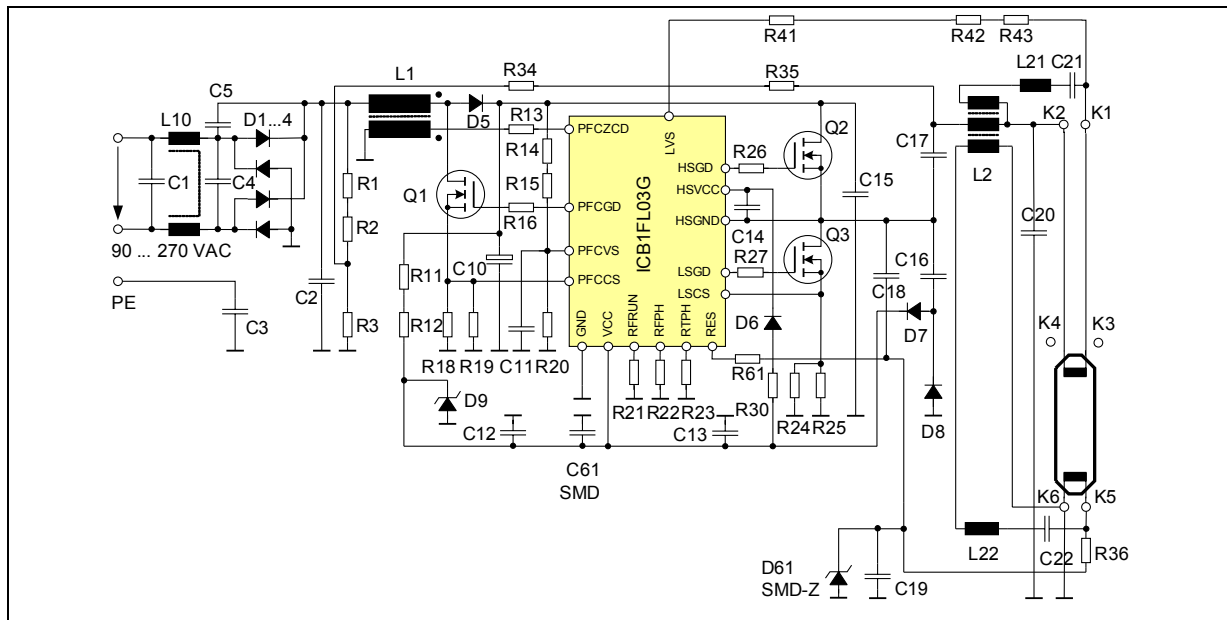 R41
R42 R43
L21 C21
L1
R34
R35
C5
L10
D1...4
D5
R13
PFCZCD
LVS
Q2
K2 K1
C17
R14
HSGD
R26
L2
C1
C4
R1
R15
HSVCC
C15
Q1
R16
PFCGD
HSGND
C14
R2
ICB1FL03G
Q3
C20
90 ... 270 VAC
PFCVS
C16
R11
C10
LSGD
R27
PFCCS
LSCS
C18
PE
C2
C3
R3
R12
GND
VCC
RFRUN
RFPH
RTPH
RES
D6
D7
K4 K3
R18 R19 C11 R20
R61
D9
R21 R22 R23
R30
R24 R25
D8
C12
C13
C61
SMD
K6 K5
L22
C22
R36
D61
SMD-Z
C19